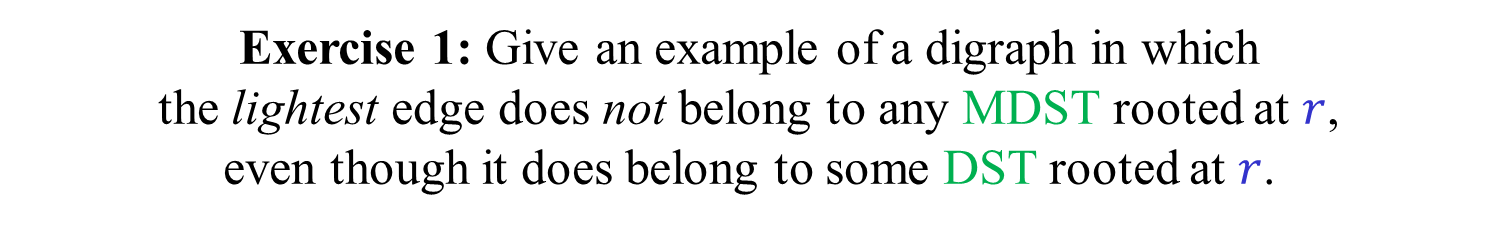 Exercise 1: Give an example of a digraph in which
the lightest edge does not belong to any MDST rooted at r,
even though it does belong to some DST rooted at r.